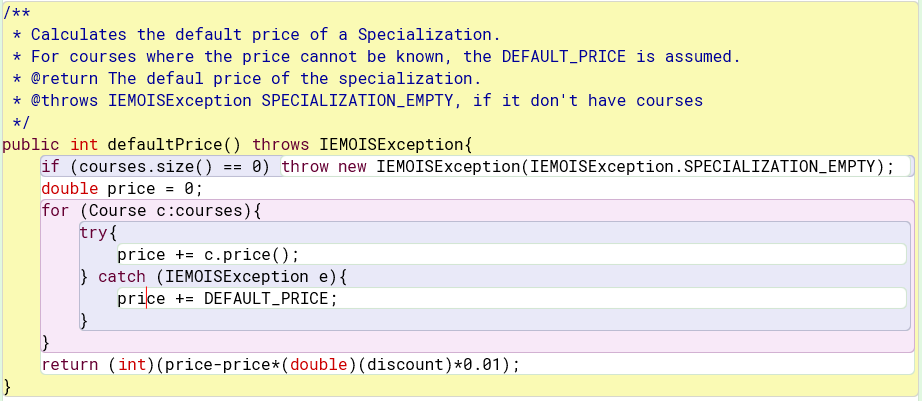 /**
 * Calculates the default price of a Specialization.
 * For courses where the price cannot be known, the DEFAULT_PRICE is assumed.
 * @return The defaul price of the specialization.
 * @throws IEMOISException SPECIALIZATION_EMPTY, if it don't have courses
 */
public int defaultPrice() throws IEMOISException{
    if (courses.size() == 0) throw new IEMOISException(IEMOISException.SPECIALIZATION_EMPTY);
    double price = 0;
    for (Course c:courses){
        try{
            price += c.price();
        } catch (IEMOISException e){
            price += DEFAULT_PRICE;
        }
    }
    return (int)(price-price*(double)(discount)*0.01);
}